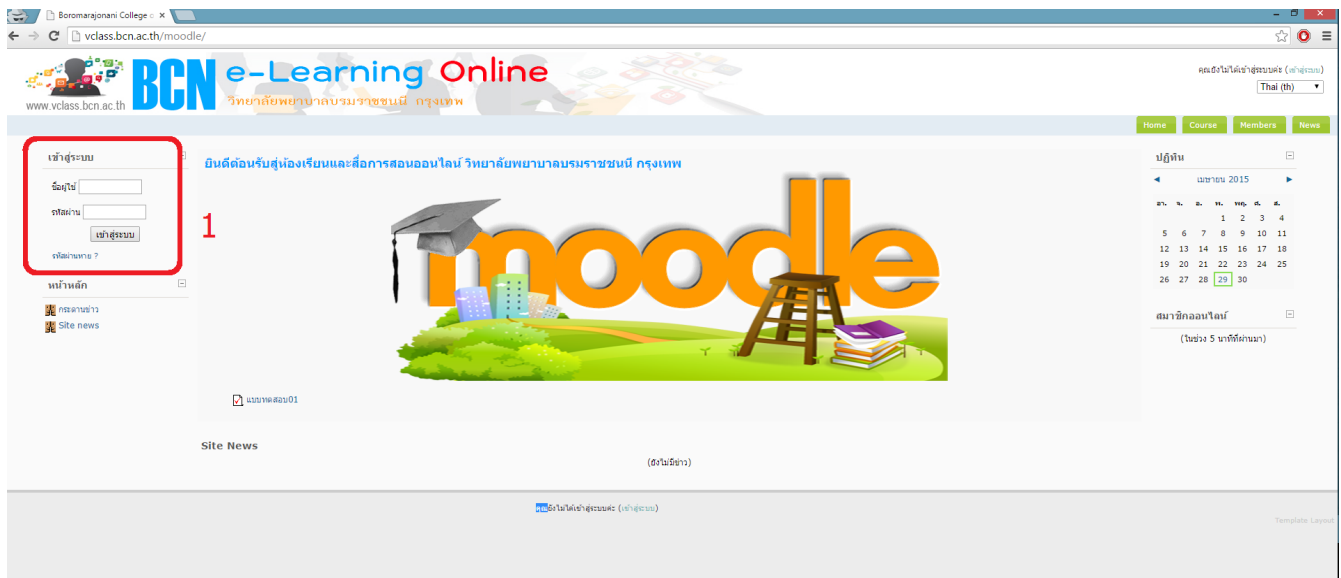 Boromarajonani College c
vclass.bcn.ac.th/moodle/
www.vclass.bcn.ac.th
BCN e-Learning Online
วิทยาลัยพยาบาลบรมราชชนนี กรุงเทพ
คุณยังไม่ได้เข้าสู่ระบบค่ะ (เข้าสู่ระบบ)
Thai (th)
Home Course Members News
เข้าสู่ระบบ
ชื่อผู้ใช้
รหัสผ่าน
เข้าสู่ระบบ
รหัสผ่านหาย ?
1
หน้าหลัก
กระดานข่าว
Site news
ยินดีต้อนรับสู่ห้องเรียนและสื่อการสอนออนไลน์ วิทยาลัยพยาบาลบรมราชชนนี กรุงเทพ
moodle
แบบทดสอบ01
Site News
(ยังไม่มีข่าว)
ปฏิทิน
เมษายน 2015
อา. จ. อ. พ. พฤ. ศ. ส.
1 2 3 4
5 6 7 8 9 10 11
12 13 14 15 16 17 18
19 20 21 22 23 24 25
26 27 28 29 30
สมาชิกออนไลน์
(ในช่วง 5 นาทีที่ผ่านมา)
คุณยังไม่ได้เข้าสู่ระบบค่ะ (เข้าสู่ระบบ)
Template Layout